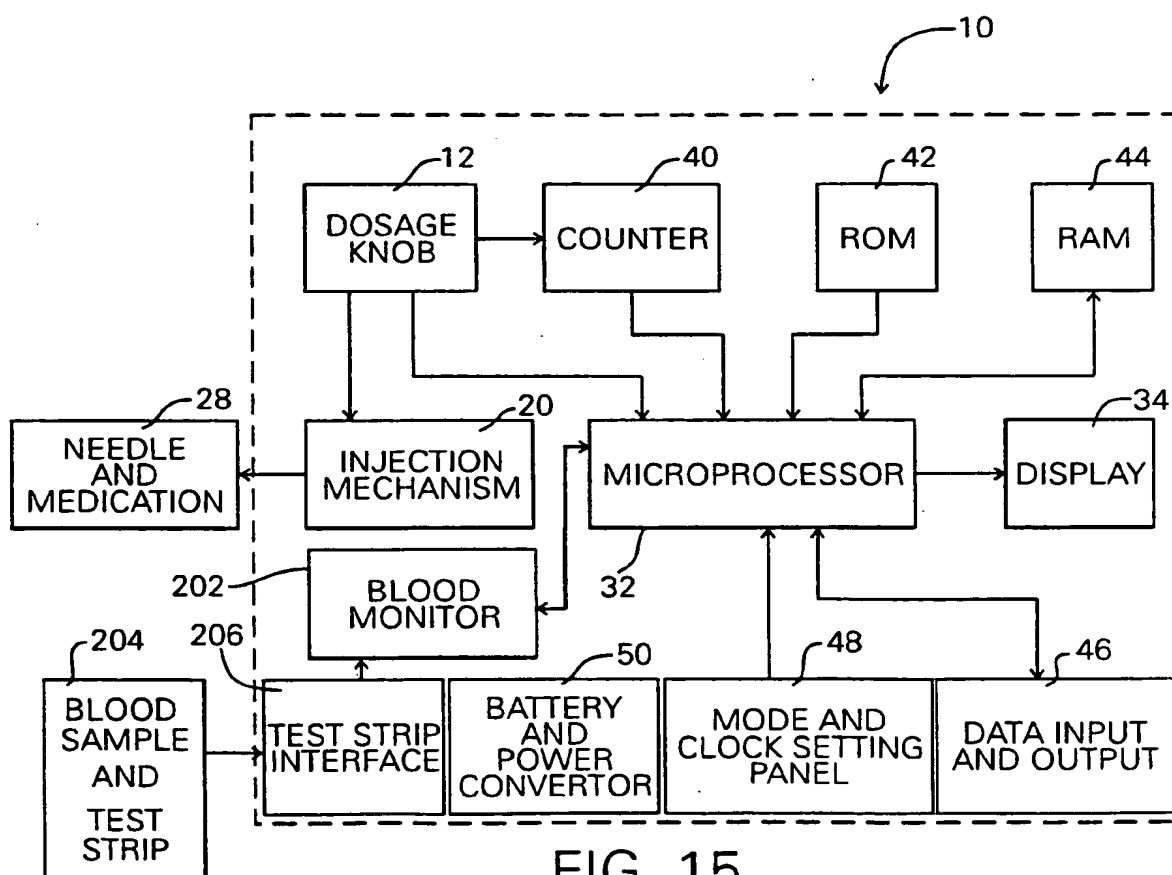 10
12
40
42
44
DOSAGE
KNOB
COUNTER
ROM
RAM
28
20
34
NEEDLE
AND
MEDICATION
INJECTION
MECHANISM
MICROPROCESSOR
DISPLAY
32
202
BLOOD
MONITOR
204
206
50
48
46
BLOOD
SAMPLE
AND
TEST
STRIP
TEST STRIP
INTERFACE
BATTERY
AND
POWER
CONVERTOR
MODE AND
CLOCK SETTING
PANEL
DATA INPUT
AND OUTPUT
FIG. 15